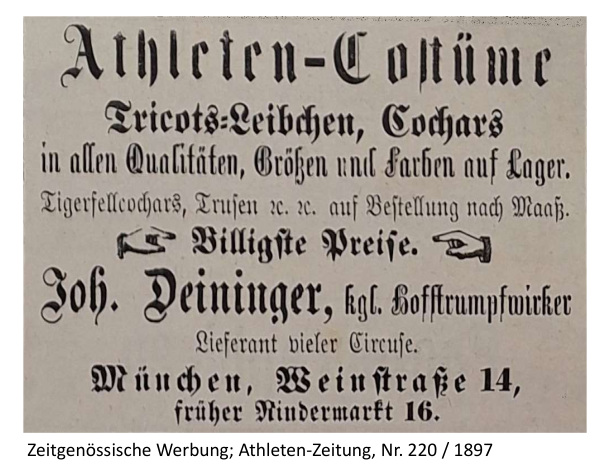 Athleten-Costüme
Tricots-Leibchen, Cochars
in allen Qualitäten, Größen und Farben auf Lager.
Tigerfellcochars, Trusen ꝛc. ꝛc. auf Bestellung nach Maaß.
Billigste Preise.
Joh. Deininger, kgl. Hofstrumpfwirker
Lieferant vieler Circuse.
München, Weinstraße 14,
früher Rindermarkt 16.
Zeitgenössische Werbung; Athleten-Zeitung, Nr. 220 / 1897